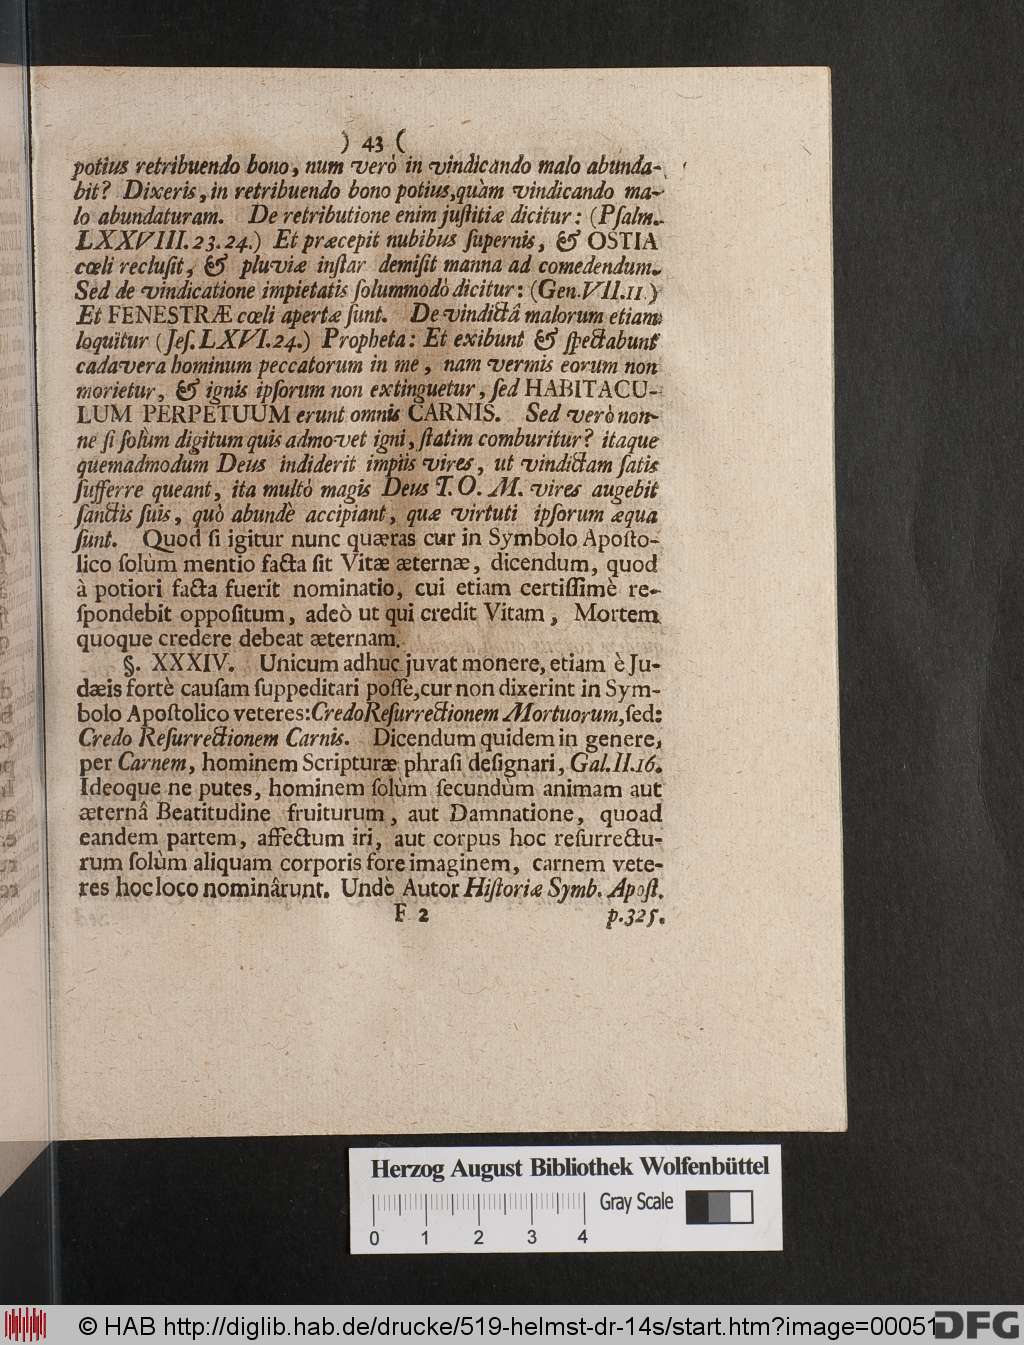 ) 43 (
potius retribuendo bono, num verò in vindicando malo abunda-
bit? Dixeris, in retribuendo bono potius, quàm vindicando ma-
lo abundaturam. De retributione enim juſtitiæ dicitur: (Pſalm.
LXXVIII. 23. 24.) Et præcepit nubibus ſupernis, & OSTIA
cœli recluſit, & pluviæ inſtar demiſit manna ad comedendum.
Sed de vindicatione impietatis ſolummodò dicitur: (Gen. VII. 11.)
Et FENESTRÆ cœli apertæ ſunt. De vindictâ malorum etiam
loquitur (Jeſ. LXVI. 24.) Propheta: Et exibunt & ſpectabunt
cadavera hominum peccatorum in me, nam vermis eorum non
morietur, & ignis ipſorum non extinguetur, ſed HABITACU-
LUM PERPETUUM erunt omnis CARNIS. Sed verò non-
ne ſi ſolùm digitum quis admovet igni, ſtatim comburitur? itaque
quemadmodum Deus indiderit impiis vires, ut vindictam ſatis
ſufferre queant, ita multò magis Deus T. O. M. vires augebit
ſanctis ſuis, quò abundè accipiant, quæ virtuti ipſorum æqua
ſunt. Quod ſi igitur nunc quæras cur in Symbolo Apoſto-
lico ſolùm mentio facta ſit Vitæ æternæ, dicendum, quod
à potiori facta fuerit nominatio, cui etiam certiſſimè re-
ſpondebit oppoſitum, adeò ut qui credit Vitam, Mortem
quoque credere debeat æternam.
§. XXXIV. Unicum adhuc juvat monere, etiam è Ju-
dæis fortè cauſam ſuppeditari poſſe, cur non dixerint in Sym-
bolo Apoſtolico veteres: Credo Reſurrectionem Mortuorum, ſed:
Credo Reſurrectionem Carnis. Dicendum quidem in genere,
per Carnem, hominem Scripturæ phraſi deſignari, Gal. II. 16.
Ideoque ne putes, hominem ſolùm ſecundùm animam aut
æternâ Beatitudine fruiturum, aut Damnatione, quoad
eandem partem, affectum iri, aut corpus hoc reſurrectu-
rum ſolùm aliquam corporis fore imaginem, carnem vete-
res hoc loco nominârunt. Undè Autor Hiſtoriæ Symb. Apoſt.
F 2 p. 325.
Herzog August Bibliothek Wolfenbüttel
Gray Scale
0 1 2 3 4
© HAB http://diglib.hab.de/drucke/519-helmst-dr-14s/start.htm?image=00051
DFG